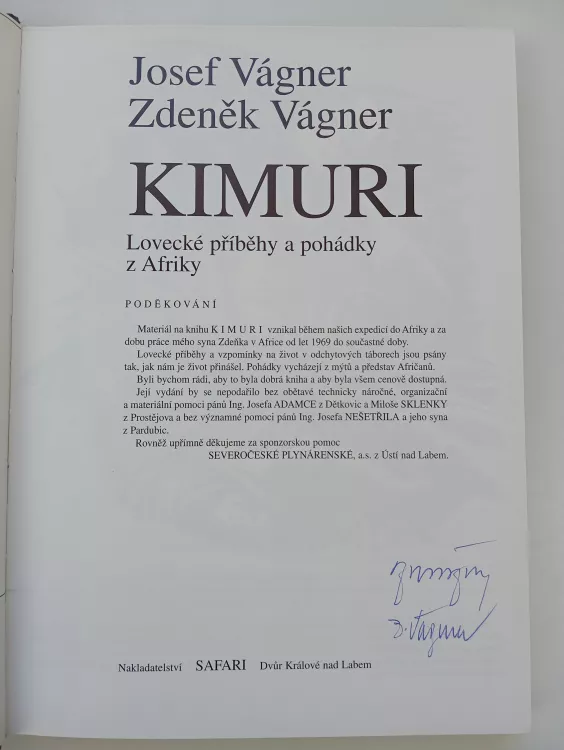 Josef Vágner
Zdeněk Vágner
KIMURI
Lovecké příběhy a pohádky
z Afriky
PODĚKOVÁNÍ
Materiál na knihu K I M U R I vznikal během našich expedicí do Afriky a za
dobu práce mého syna Zdeňka v Africe od let 1969 do součastné doby.
Lovecké příběhy a vzpomínky na život v odchytových táborech jsou psány
tak, jak nám je život přinášel. Pohádky vycházejí z mýtů a představ Afričanů.
Byli bychom rádi, aby to byla dobrá kniha a aby byla všem cenově dostupná.
Její vydání by se nepodařilo bez obětavé technicky náročné, organizační
a materiální pomoci pánů Ing. Josefa ADAMCE z Dětkovic a Miloše SKLENKY
z Prostějova a bez významné pomoci pánů Ing. Josefa NEŠETŘILA a jeho syna
z Pardubic.
Rovněž upřímně děkujeme za sponzorskou pomoc
SEVEROČESKÉ PLYNÁRENSKÉ, a.s. z Ústí nad Labem.
Z. Vágner
Nakladatelství SAFARI Dvůr Králové nad Labem